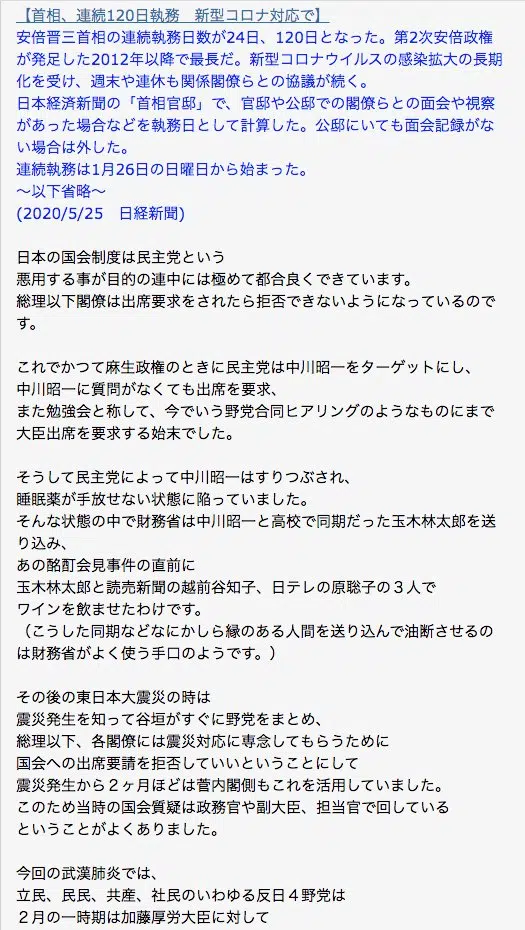 【首相、連続120日執務　新型コロナ対応で】
安倍晋三首相の連続執務日数が24日、120日となった。第2次安倍政権
が発足した2012年以降で最長だ。新型コロナウイルスの感染拡大の長期
化を受け、週末や連休も関係閣僚らとの協議が続く。
日本経済新聞の「首相官邸」で、官邸や公邸での閣僚らとの面会や視察
があった場合などを執務日として計算した。公邸にいても面会記録がな
い場合は外した。
連続執務は1月26日の日曜日から始まった。
～以下省略～
(2020/5/25　日経新聞)
日本の国会制度は民主党という
悪用する事が目的の連中には極めて都合良くできています。
総理以下閣僚は出席要求をされたら拒否できないようになっているので
す。
これでかつて麻生政権のときに民主党は中川昭一をターゲットにし、
中川昭一に質問がなくても出席を要求、
また勉強会と称して、今でいう野党合同ヒアリングのようなものにまで
大臣出席を要求する始末でした。
そうして民主党によって中川昭一はすりつぶされ、
睡眠薬が手放せない状態に陥っていました。
そんな状態の中で財務省は中川昭一と高校で同期だった玉木林太郎を送
り込み、
あの酩酊会見事件の直前に
玉木林太郎と読売新聞の越前谷知子、日テレの原聡子の３人で
ワインを飲ませたわけです。
（こうした同期などなにかしら縁のある人間を送り込んで油断させるの
は財務省がよく使う手口のようです。）
その後の東日本大震災の時は
震災発生を知って谷垣がすぐに野党をまとめ、
総理以下、各閣僚には震災対応に専念してもらうために
国会への出席要請を拒否していいということにして
震災発生から２ヶ月ほどは菅内閣側もこれを活用していました。
このため当時の国会質疑は政務官や副大臣、担当官で回している
ということがよくありました。
今回の武漢肺炎では、
立民、民民、共産、社民のいわゆる反日４野党は
２月の一時期は加藤厚労大臣に対して